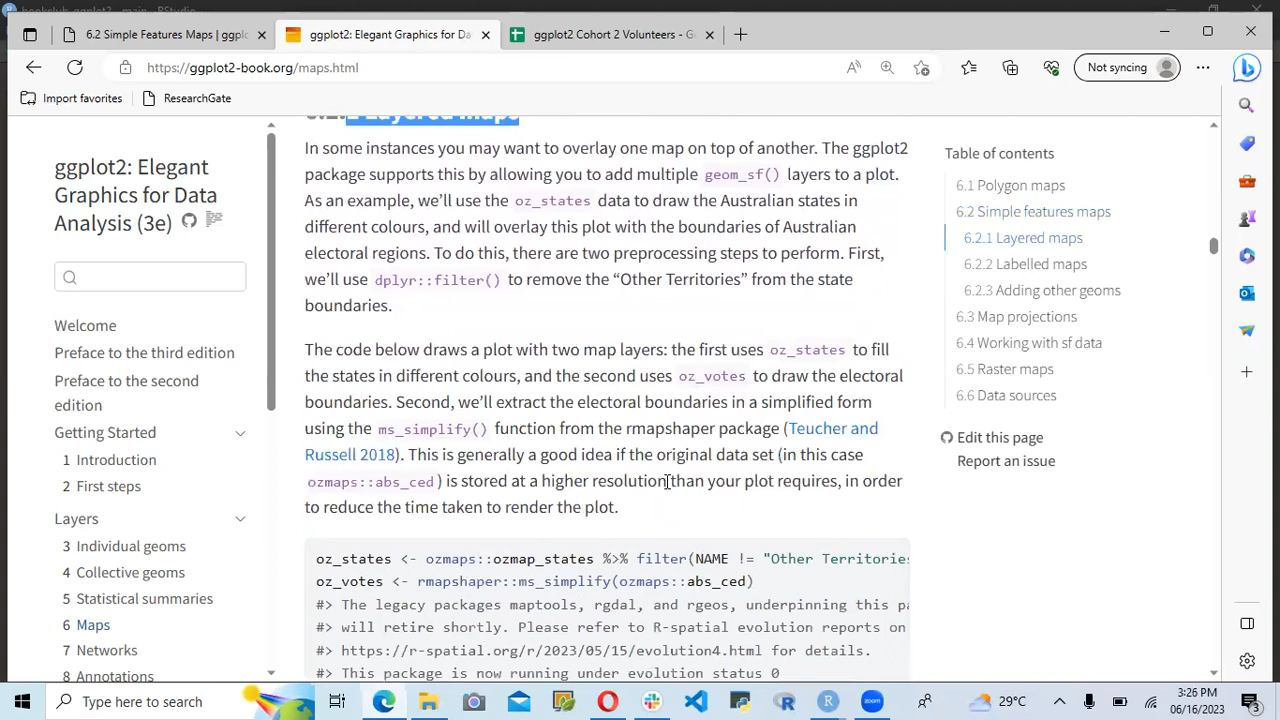 bookclub-ggplot2 - main - RStudio
6.2 Simple Features Maps | ggplo
ggplot2: Elegant Graphics for Da
ggplot2 Cohort 2 Volunteers - G
https://ggplot2-book.org/maps.html
Not syncing
Import favorites
ResearchGate
ggplot2: Elegant
Graphics for Data
Analysis (3e)
Welcome
Preface to the third edition
Preface to the second
edition
Getting Started
1 Introduction
2 First steps
Layers
3 Individual geoms
4 Collective geoms
5 Statistical summaries
6 Maps
7 Networks
8 Annotations
6.2.1 Layered maps
In some instances you may want to overlay one map on top of another. The ggplot2
package supports this by allowing you to add multiple geom_sf() layers to a plot.
As an example, we’ll use the oz_states data to draw the Australian states in
different colours, and will overlay this plot with the boundaries of Australian
electoral regions. To do this, there are two preprocessing steps to perform. First,
we’ll use dplyr::filter() to remove the “Other Territories” from the state
boundaries.
The code below draws a plot with two map layers: the first uses oz_states to fill
the states in different colours, and the second uses oz_votes to draw the electoral
boundaries. Second, we’ll extract the electoral boundaries in a simplified form
using the ms_simplify() function from the rmapshaper package (Teucher and
Russell 2018). This is generally a good idea if the original data set (in this case
ozmaps::abs_ced) is stored at a higher resolution than your plot requires, in order
to reduce the time taken to render the plot.
oz_states <- ozmaps::ozmap_states %>% filter(NAME != "Other Territories
oz_votes <- rmapshaper::ms_simplify(ozmaps::abs_ced)
#> The legacy packages maptools, rgdal, and rgeos, underpinning this pa
#> will retire shortly. Please refer to R-spatial evolution reports on
#> https://r-spatial.org/r/2023/05/15/evolution4.html for details.
#> This package is now running under evolution status 0
Table of contents
6.1 Polygon maps
6.2 Simple features maps
6.2.1 Layered maps
6.2.2 Labelled maps
6.2.3 Adding other geoms
6.3 Map projections
6.4 Working with sf data
6.5 Raster maps
6.6 Data sources
Edit this page
Report an issue
Type here to search
29°C
3:26 PM
06/16/2023
3